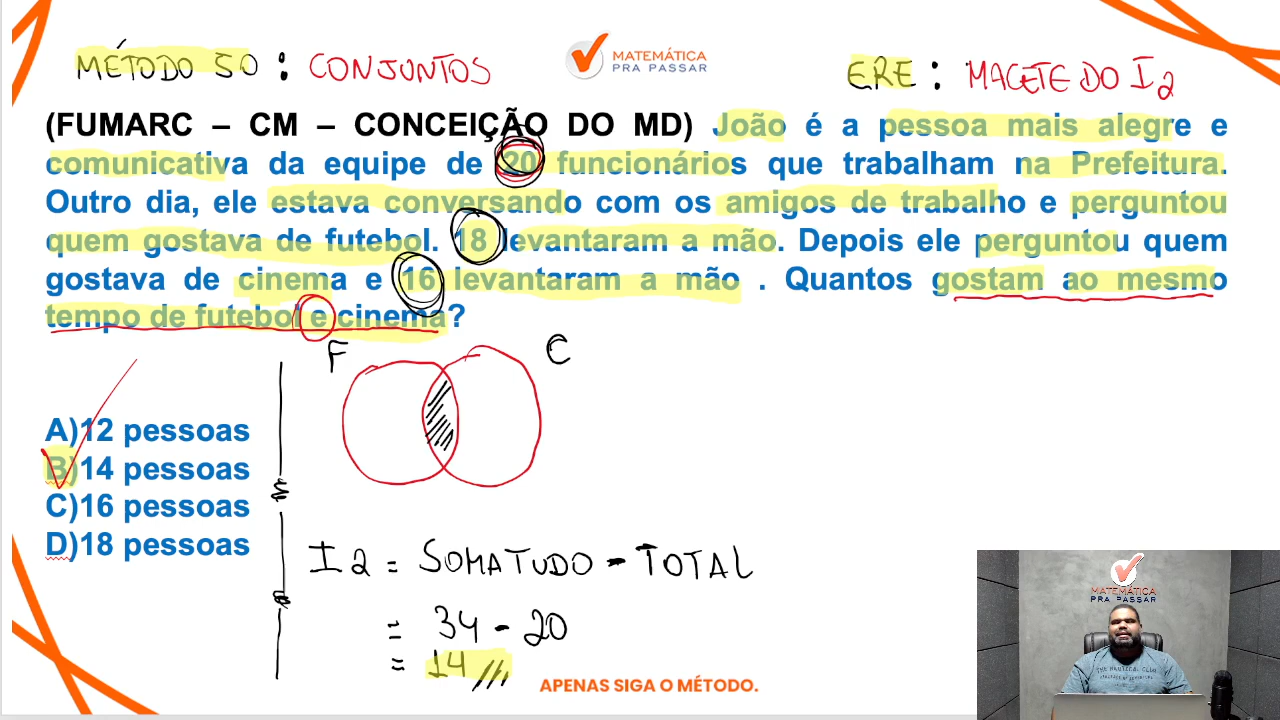 MÉTODO 50 : CONJUNTOS
MATEMÁTICA
PRA PASSAR
ERE : MACETE DO I2
(FUMARC – CM – CONCEIÇÃO DO MD) João é a pessoa mais alegre e
comunicativa da equipe de 20 funcionários que trabalham na Prefeitura.
Outro dia, ele estava conversando com os amigos de trabalho e perguntou
quem gostava de futebol. 18 levantaram a mão. Depois ele perguntou quem
gostava de cinema e 16 levantaram a mão . Quantos gostam ao mesmo
tempo de futebol e cinema?
F
C
A)12 pessoas
B)14 pessoas
C)16 pessoas
D)18 pessoas
I2 = SOMATUDO - TOTAL
= 34 - 20
= 14
APENAS SIGA O MÉTODO.
MATEMÁTICA
PRA PASSAR